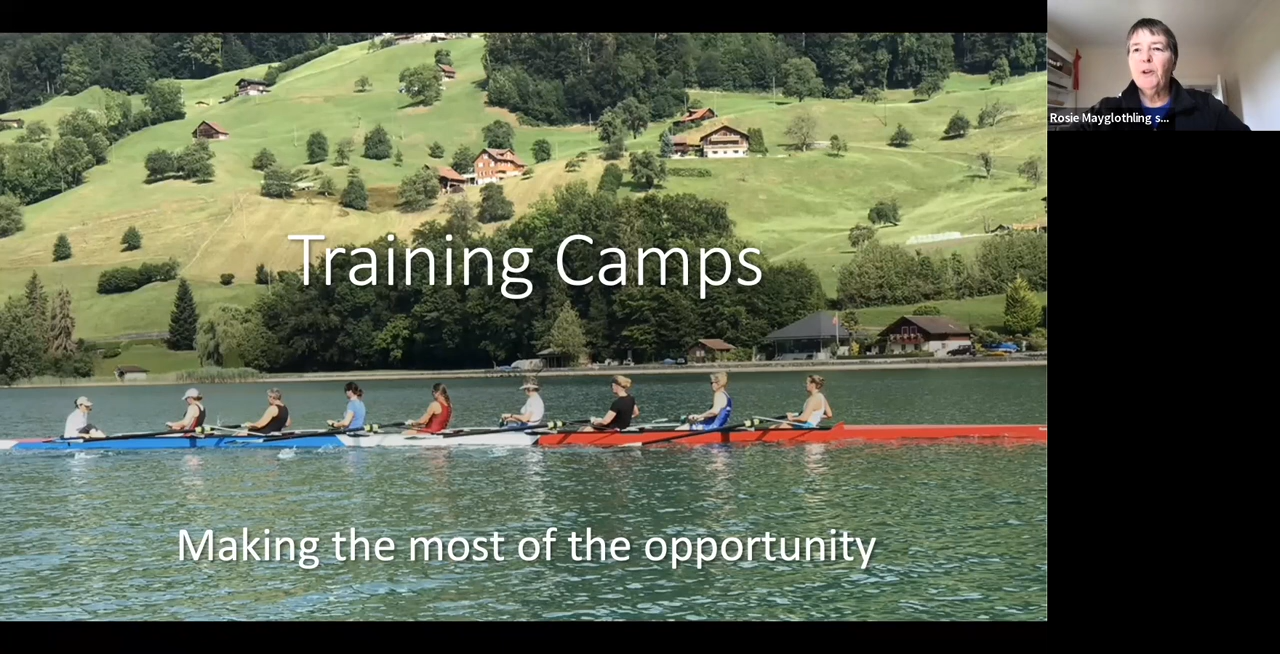 Training Camps
Making the most of the opportunity
Rosie Mayglothling s...